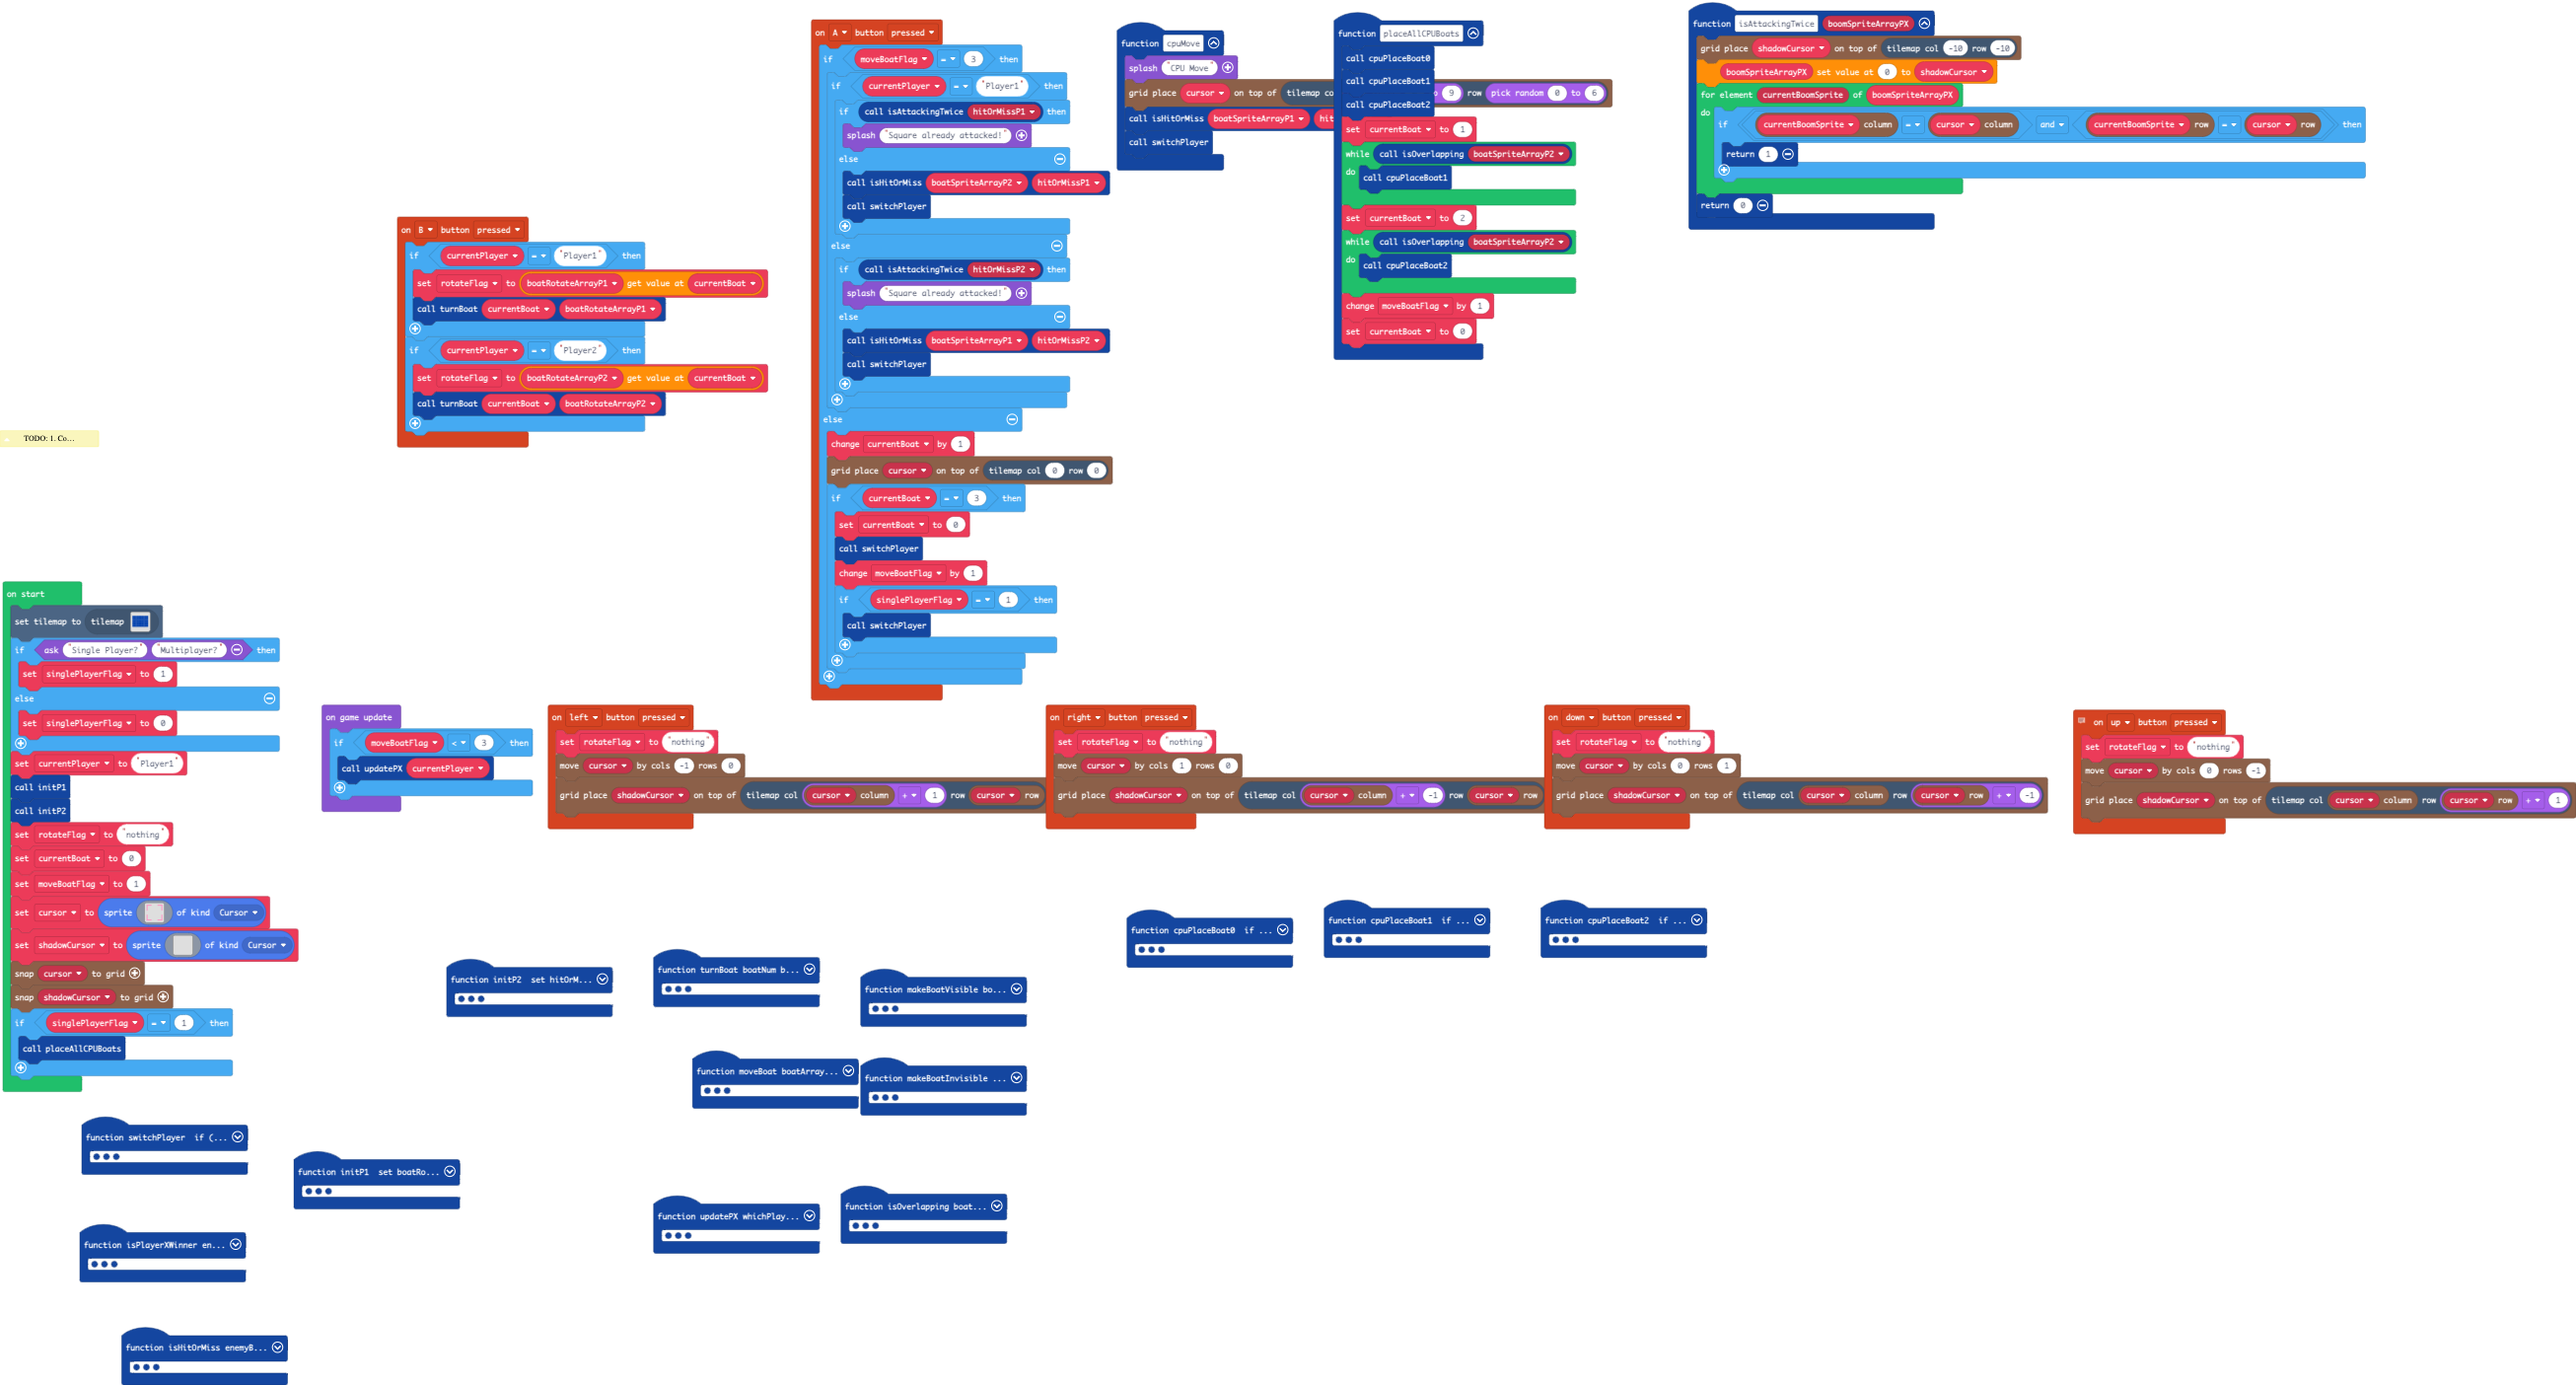 on A button pressed
if moveBoatFlag = 3 then
if currentPlayer = "Player1" then
if call isAttackingTwice hitOrMissP1 then
splash "Square already attacked!"
else
call isHitOrMiss boatSpriteArrayP2 hitOrMissP1
call switchPlayer
else
if call isAttackingTwice hitOrMissP2 then
splash "Square already attacked!"
else
call isHitOrMiss boatSpriteArrayP1 hitOrMissP2
call switchPlayer
else
change currentBoat by 1
grid place cursor on top of tilemap col 0 row 0
if currentBoat = 3 then
set currentBoat to 0
call switchPlayer
change moveBoatFlag by 1
if singlePlayerFlag = 1 then
call switchPlayer
function cpuMove
splash "CPU Move"
grid place cursor on top of tilemap co
9 row pick random 0 to 6
call isHitOrMiss boatSpriteArrayP1 hit
call switchPlayer
function placeAllCPUBoats
call cpuPlaceBoat0
call cpuPlaceBoat1
call cpuPlaceBoat2
set currentBoat to 1
while call isOverlapping boatSpriteArrayP2
do call cpuPlaceBoat1
set currentBoat to 2
while call isOverlapping boatSpriteArrayP2
do call cpuPlaceBoat2
change moveBoatFlag by 1
set currentBoat to 0
function isAttackingTwice boomSpriteArrayPX
grid place shadowCursor on top of tilemap col -10 row -10
boomSpriteArrayPX set value at 0 to shadowCursor
for element currentBoomSprite of boomSpriteArrayPX
do if currentBoomSprite column = cursor column and currentBoomSprite row = cursor row then
return 1
return 0
on B button pressed
if currentPlayer = "Player1" then
set rotateFlag to boatRotateArrayP1 get value at currentBoat
call turnBoat currentBoat boatRotateArrayP1
if currentPlayer = "Player2" then
set rotateFlag to boatRotateArrayP2 get value at currentBoat
call turnBoat currentBoat boatRotateArrayP2
TODO: 1. Co...
on start
set tilemap to tilemap
if ask "Single Player?" "Multiplayer?" then
set singlePlayerFlag to 1
else
set singlePlayerFlag to 0
set currentPlayer to "Player1"
call initP1
call initP2
set rotateFlag to "nothing"
set currentBoat to 0
set moveBoatFlag to 1
set cursor to sprite of kind Cursor
set shadowCursor to sprite of kind Cursor
snap cursor to grid
snap shadowCursor to grid
if singlePlayerFlag = 1 then
call placeAllCPUBoats
on game update
if moveBoatFlag < 3 then
call updatePX currentPlayer
on left button pressed
set rotateFlag to "nothing"
move cursor by cols -1 rows 0
grid place shadowCursor on top of tilemap col cursor column + 1 row cursor row
on right button pressed
set rotateFlag to "nothing"
move cursor by cols 1 rows 0
grid place shadowCursor on top of tilemap col cursor column + -1 row cursor row
on down button pressed
set rotateFlag to "nothing"
move cursor by cols 0 rows 1
grid place shadowCursor on top of tilemap col cursor column row cursor row + -1
on up button pressed
set rotateFlag to "nothing"
move cursor by cols 0 rows -1
grid place shadowCursor on top of tilemap col cursor column row cursor row + 1
function cpuPlaceBoat0 if ...
function cpuPlaceBoat1 if ...
function cpuPlaceBoat2 if ...
function initP2 set hitOrM...
function turnBoat boatNum b...
function makeBoatVisible bo...
function moveBoat boatArray...
function makeBoatInvisible ...
function switchPlayer if (...
function initP1 set boatRo...
function updatePX whichPlay...
function isOverlapping boat...
function isPlayerXWinner en...
function isHitOrMiss enemyB...